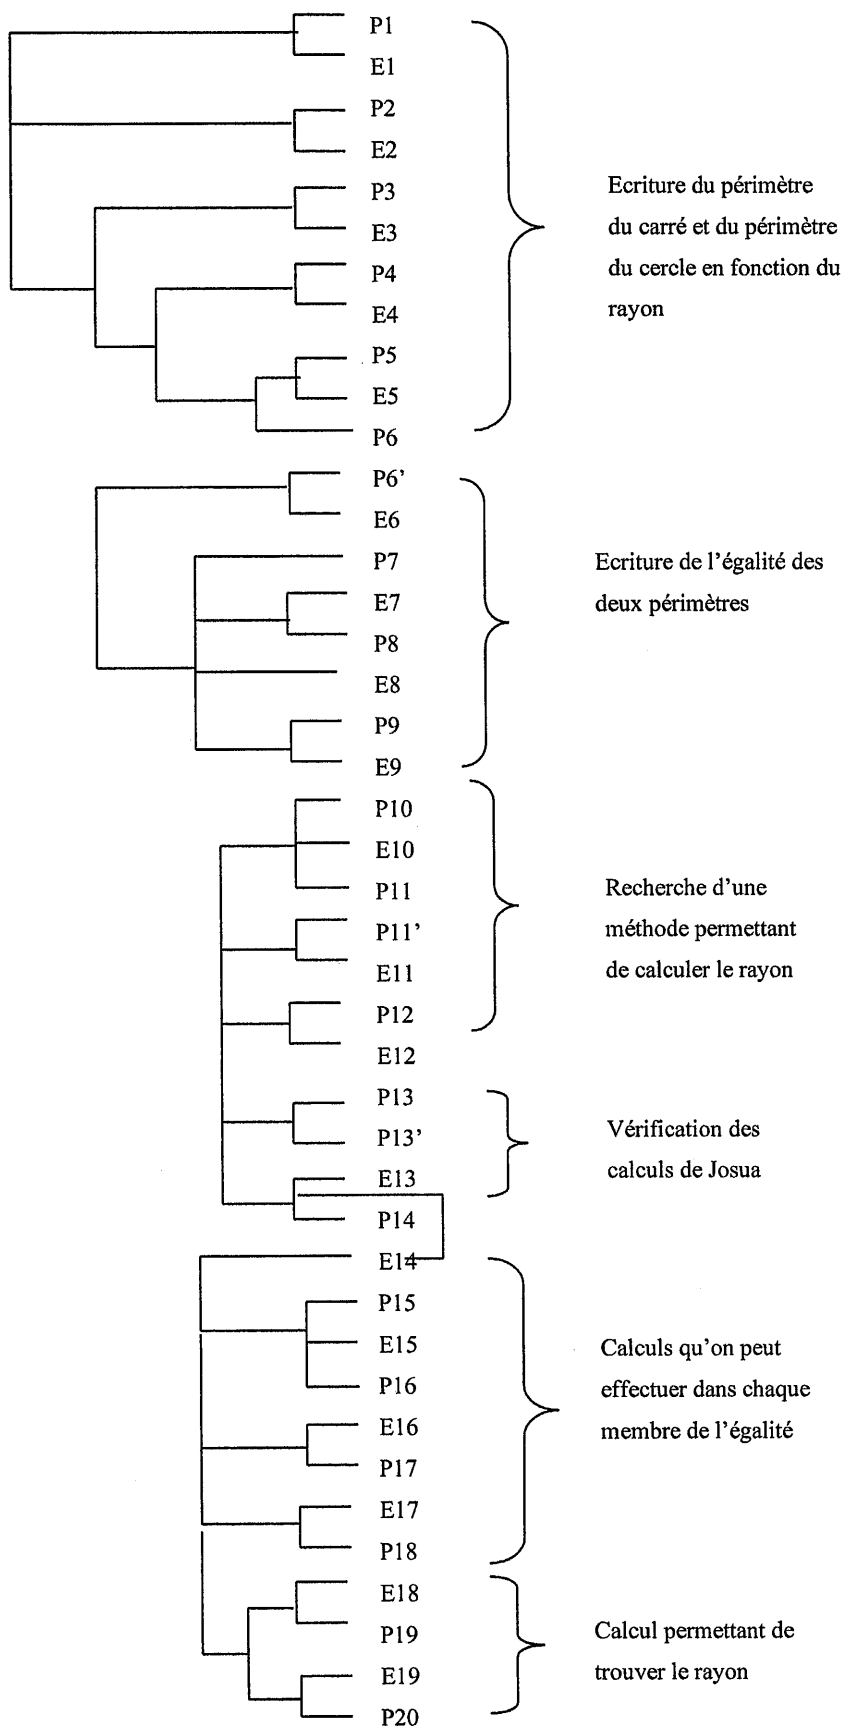 P1
E1
P2
E2
P3
E3
P4
E4
P5
E5
P6
Ecriture du périmètre
du carré et du périmètre
du cercle en fonction du
rayon
P6’
E6
P7
E7
P8
E8
P9
E9
Ecriture de l’égalité des
deux périmètres
P10
E10
P11
P11’
E11
P12
E12
Recherche d’une
méthode permettant
de calculer le rayon
P13
P13’
E13
P14
Vérification des
calculs de Josua
E14
P15
E15
P16
E16
P17
E17
P18
Calculs qu’on peut
effectuer dans chaque
membre de l’égalité
E18
P19
E19
P20
Calcul permettant de
trouver le rayon